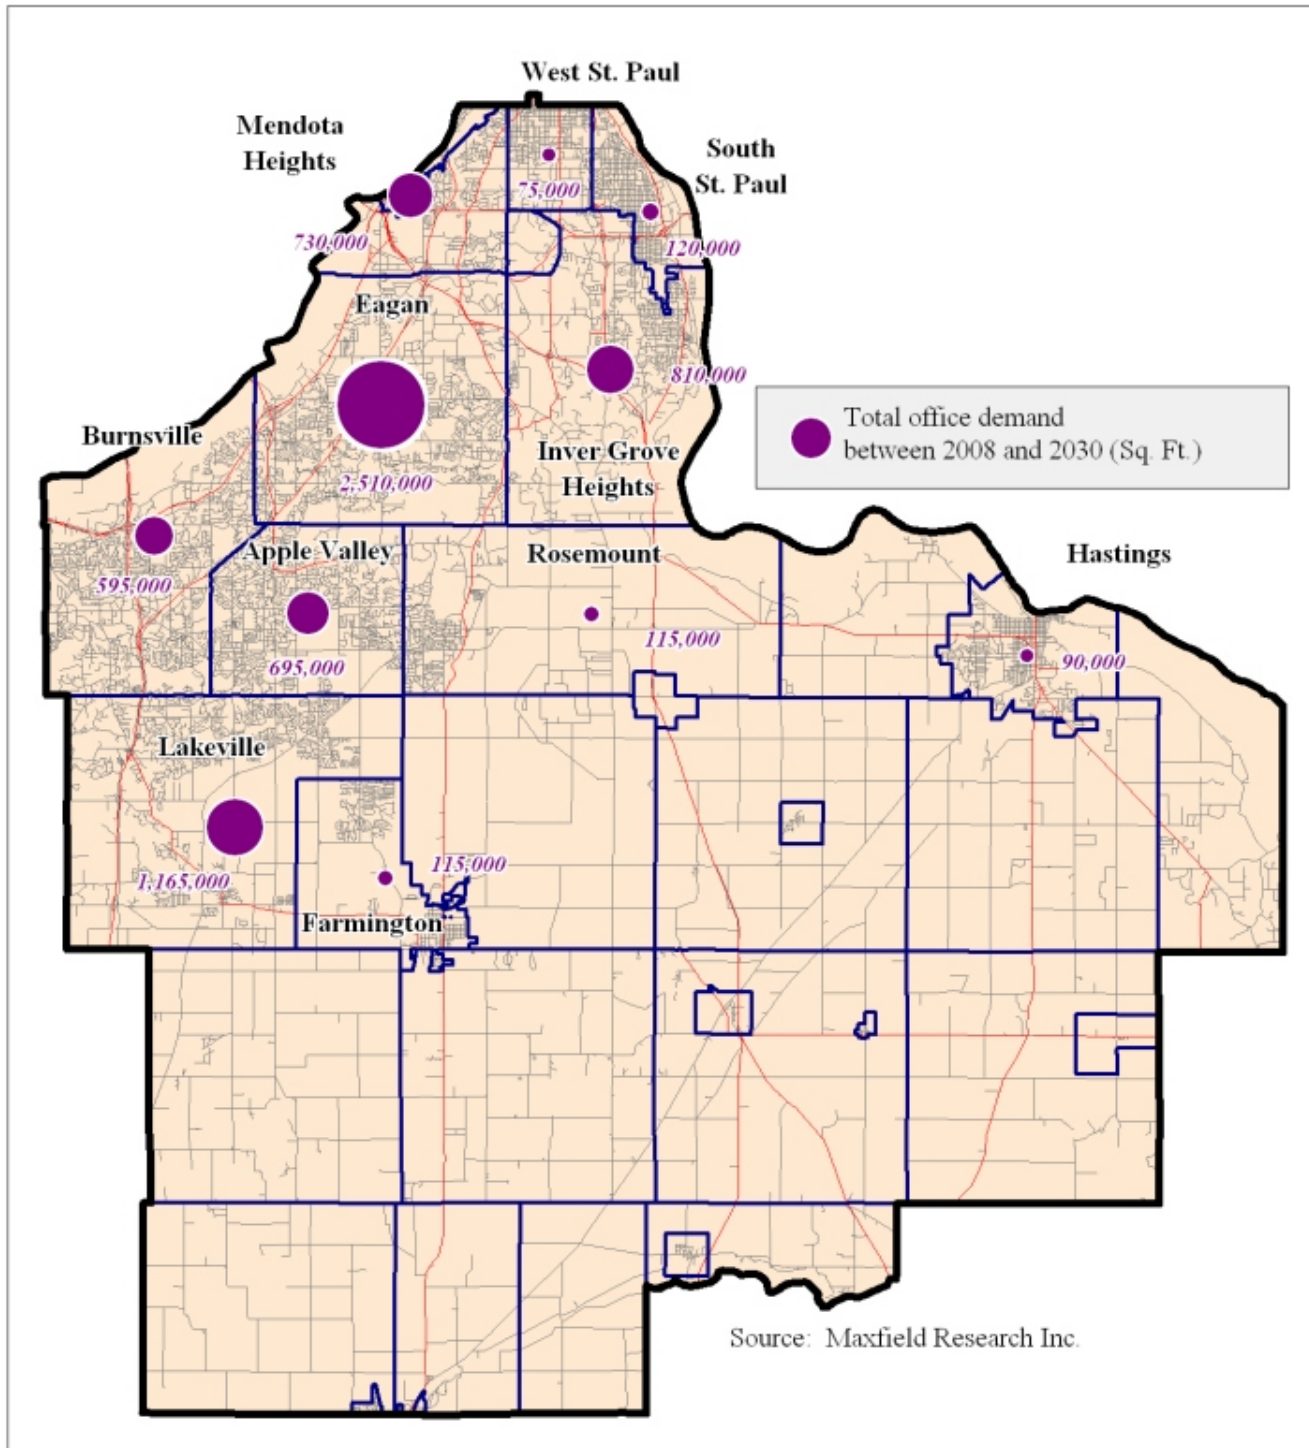 West St. Paul
Mendota
Heights
South
St. Paul
75,000
730,000
120,000
Eagan
810,000
Total office demand
between 2008 and 2030 (Sq. Ft.)
Burnsville
Inver Grove
Heights
2,510,000
Apple Valley
Rosemount
Hastings
595,000
695,000
115,000
90,000
Lakeville
1,165,000
115,000
Farmington
Source: Maxfield Research Inc.